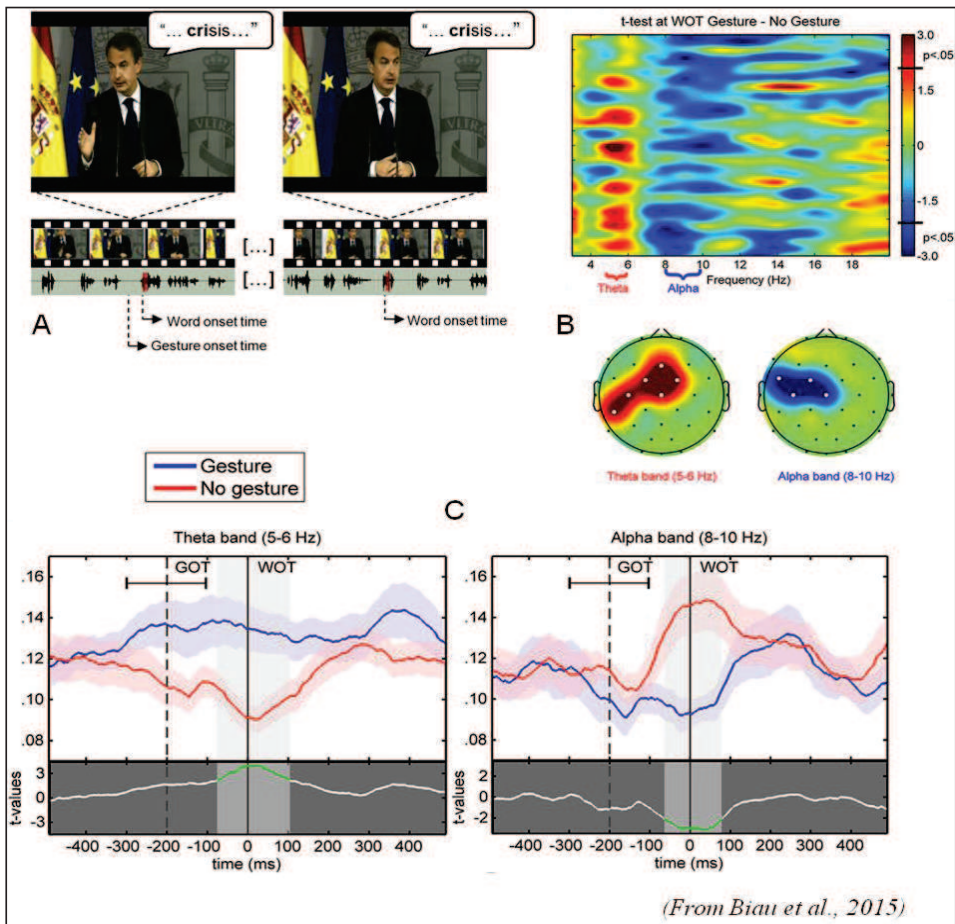 “... crisis...”
“... crisis...”
[...]
[...]
Word onset time
Gesture onset time
Word onset time
A
t-test at WOT Gesture - No Gesture
3.0
p<.05
1.5
0
-1.5
p<.05
-3.0
4 6 8 10 12 14 16 18
Frequency (Hz)
Theta
Alpha
B
Theta band (5-6 Hz)
Alpha band (8-10 Hz)
Gesture
No gesture
C
Theta band (5-6 Hz)
GOT
WOT
.16
.14
.12
.10
.08
t-values
3
0
-3
-400 -300 -200 -100 0 100 200 300 400
time (ms)
Alpha band (8-10 Hz)
GOT
WOT
.16
.14
.12
.10
.08
t-values
2
0
-2
-400 -300 -200 -100 0 100 200 300 400
time (ms)
(From Biau et al., 2015)